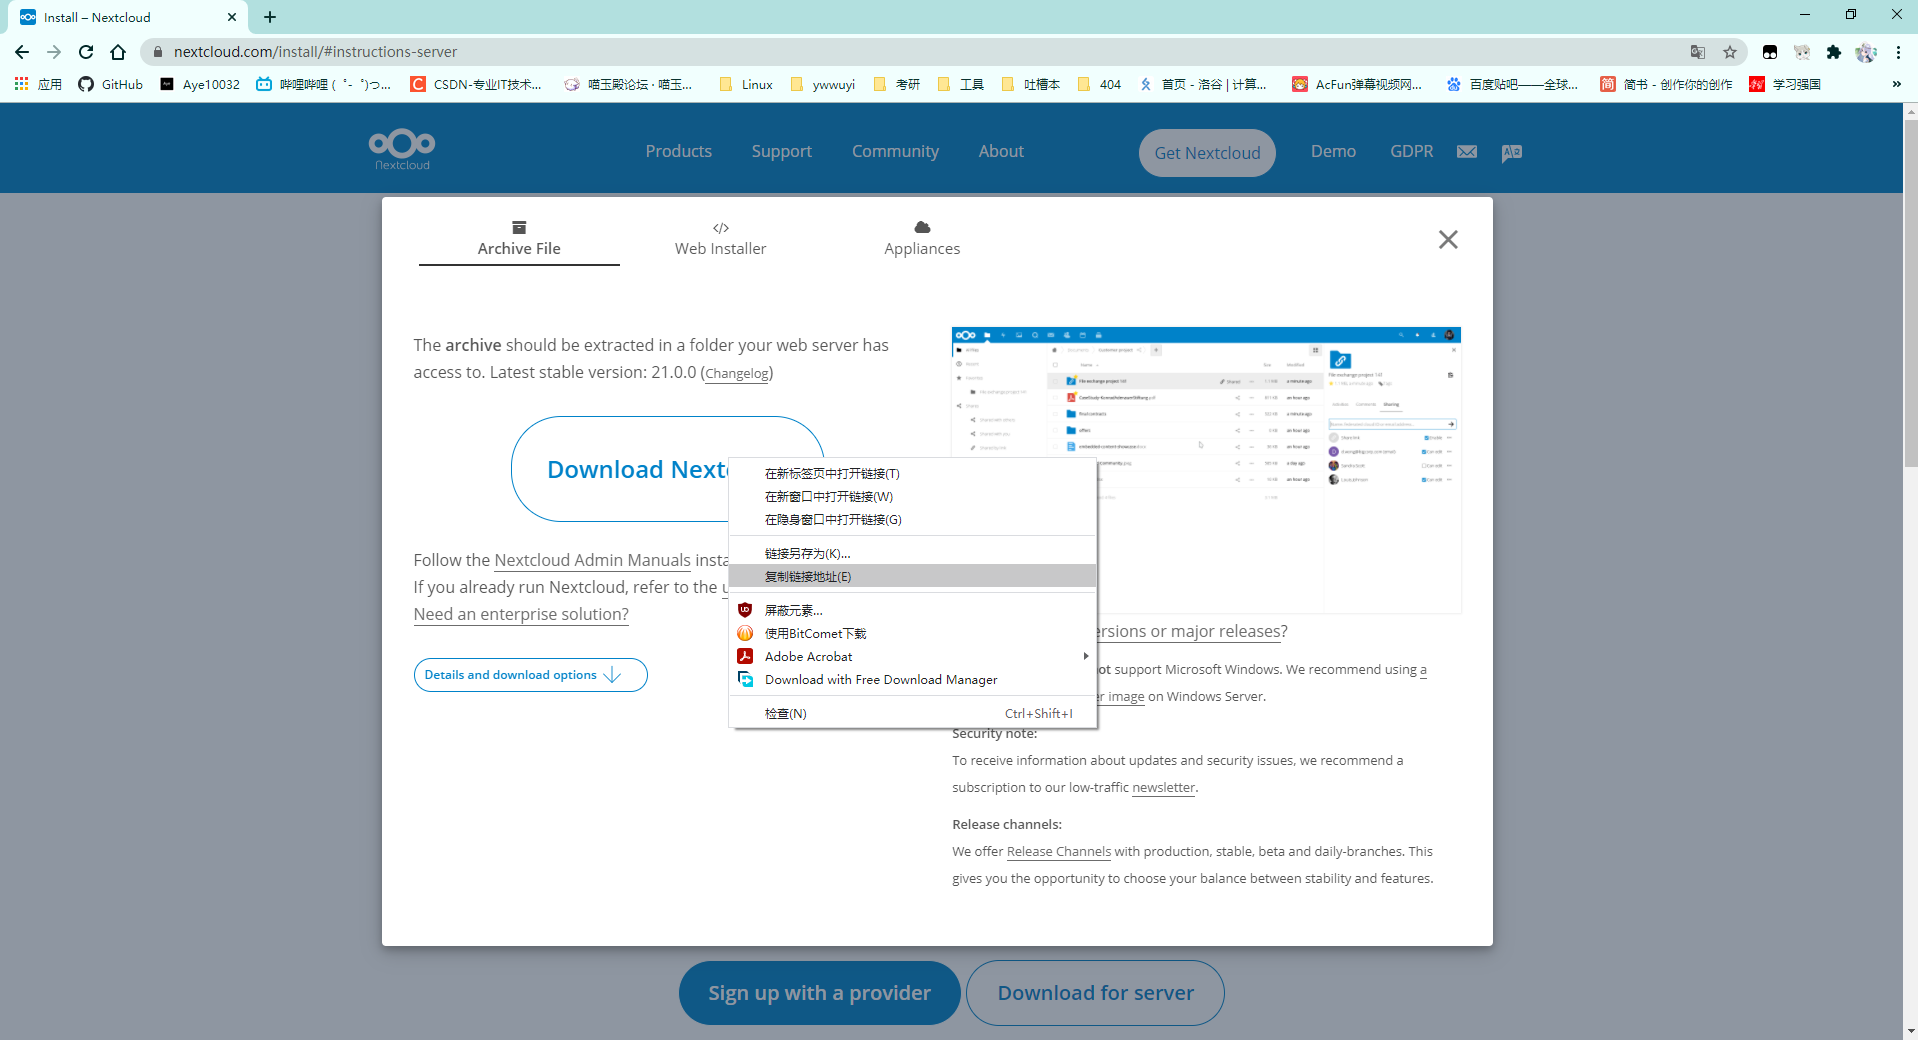 Install – Nextcloud
nextcloud.com/install/#instructions-server
应用
GitHub
Aye10032
哔哩哔哩 ( ゜- ゜)つ...
CSDN-专业IT技术...
喵玉殿论坛 · 喵玉...
Linux
ywwuyi
考研
工具
吐槽本
404
首页 - 洛谷 | 计算...
AcFun弹幕视频网...
百度贴吧——全球...
简书 - 创作你的创作
学习强国
Nextcloud
Products
Support
Community
About
Get Nextcloud
Demo
GDPR
Archive File
Web Installer
Appliances
The archive should be extracted in a folder your web server has
access to. Latest stable version: 21.0.0 (Changelog)
Download Next
Follow the Nextcloud Admin Manuals insta
If you already run Nextcloud, refer to the u
Need an enterprise solution?
Details and download options
在新标签页中打开链接(T)
在新窗口中打开链接(W)
在隐身窗口中打开链接(G)
链接另存为(K)...
复制链接地址(E)
屏蔽元素...
使用BitComet下载
Adobe Acrobat
Download with Free Download Manager
检查(N)
Ctrl+Shift+I
ersions or major releases?
ot support Microsoft Windows. We recommend using a
er image on Windows Server.
Security note:
To receive information about updates and security issues, we recommend a
subscription to our low-traffic newsletter.
Release channels:
We offer Release Channels with production, stable, beta and daily-branches. This
gives you the opportunity to choose your balance between stability and features.
Sign up with a provider
Download for server